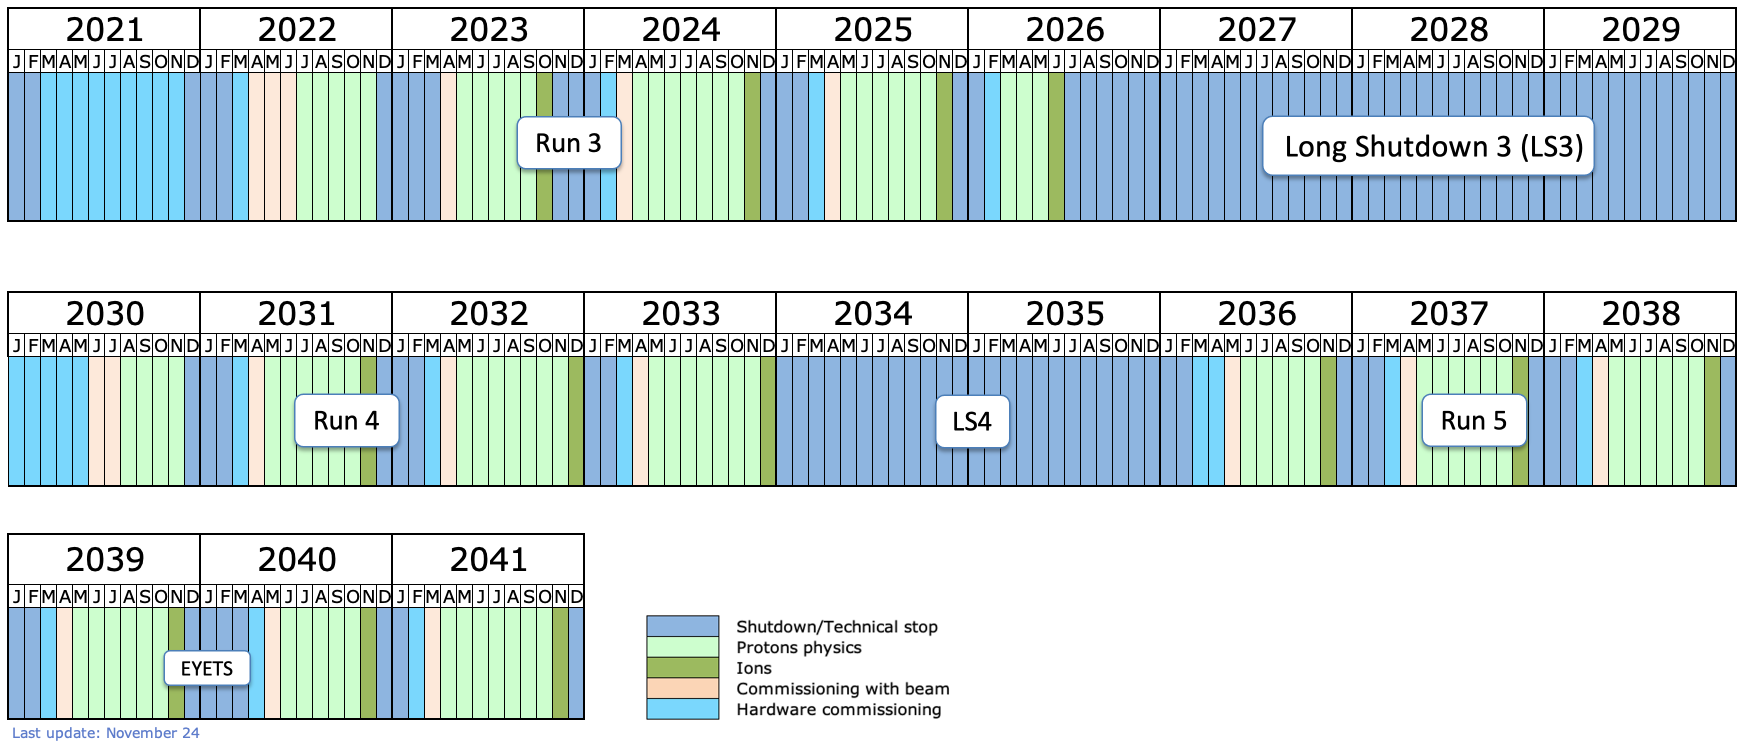 2021 2022 2023 2024 2025 2026 2027 2028 2029
J F M A M J J A S O N D J F M A M J J A S O N D J F M A M J J A S O N D J F M A M J J A S O N D J F M A M J J A S O N D J F M A M J J A S O N D J F M A M J J A S O N D J F M A M J J A S O N D J F M A M J J A S O N D
Run 3
Long Shutdown 3 (LS3)
2030 2031 2032 2033 2034 2035 2036 2037 2038
J F M A M J J A S O N D J F M A M J J A S O N D J F M A M J J A S O N D J F M A M J J A S O N D J F M A M J J A S O N D J F M A M J J A S O N D J F M A M J J A S O N D J F M A M J J A S O N D J F M A M J J A S O N D
Run 4
LS4
Run 5
2039 2040 2041
J F M A M J J A S O N D J F M A M J J A S O N D J F M A M J J A S O N D
EYETS
Shutdown/Technical stop
Protons physics
Ions
Commissioning with beam
Hardware commissioning
Last update: November 24